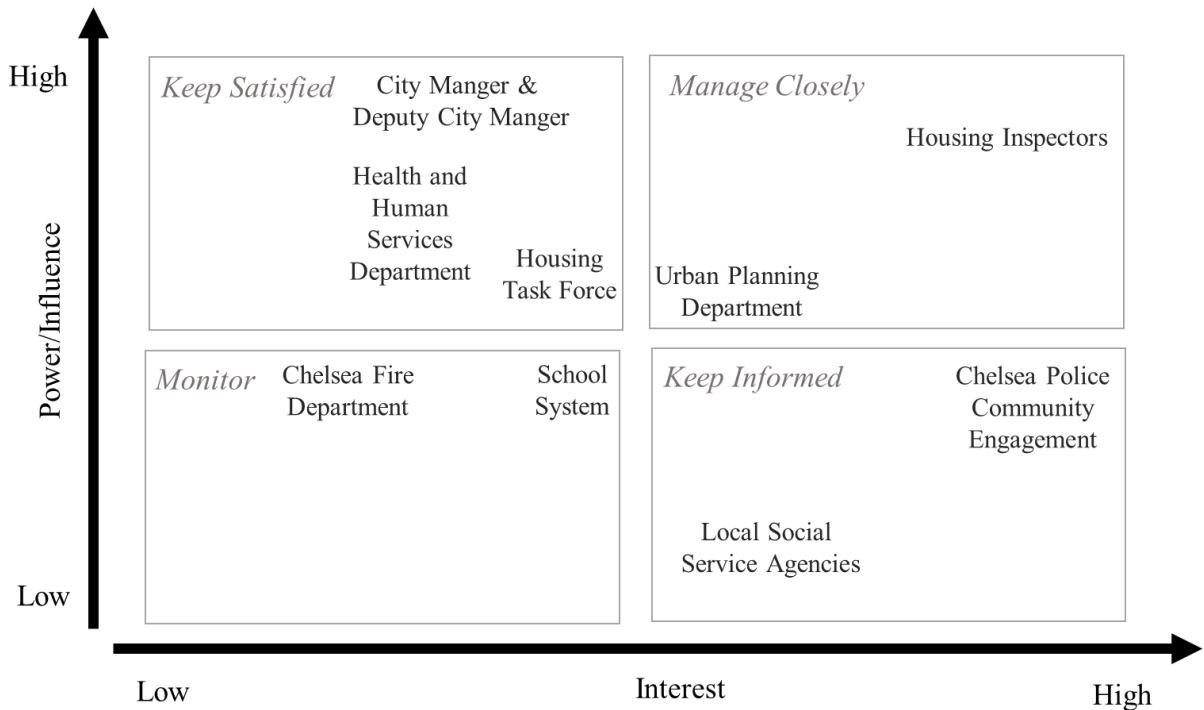 High
Keep Satisfied
City Manger &
Deputy City Manger
Health and
Human
Services
Department
Housing
Task Force
Manage Closely
Housing Inspectors
Urban Planning
Department
Power/Influence
Monitor
Chelsea Fire
Department
School
System
Keep Informed
Chelsea Police
Community
Engagement
Local Social
Service Agencies
Low
Low
Interest
High